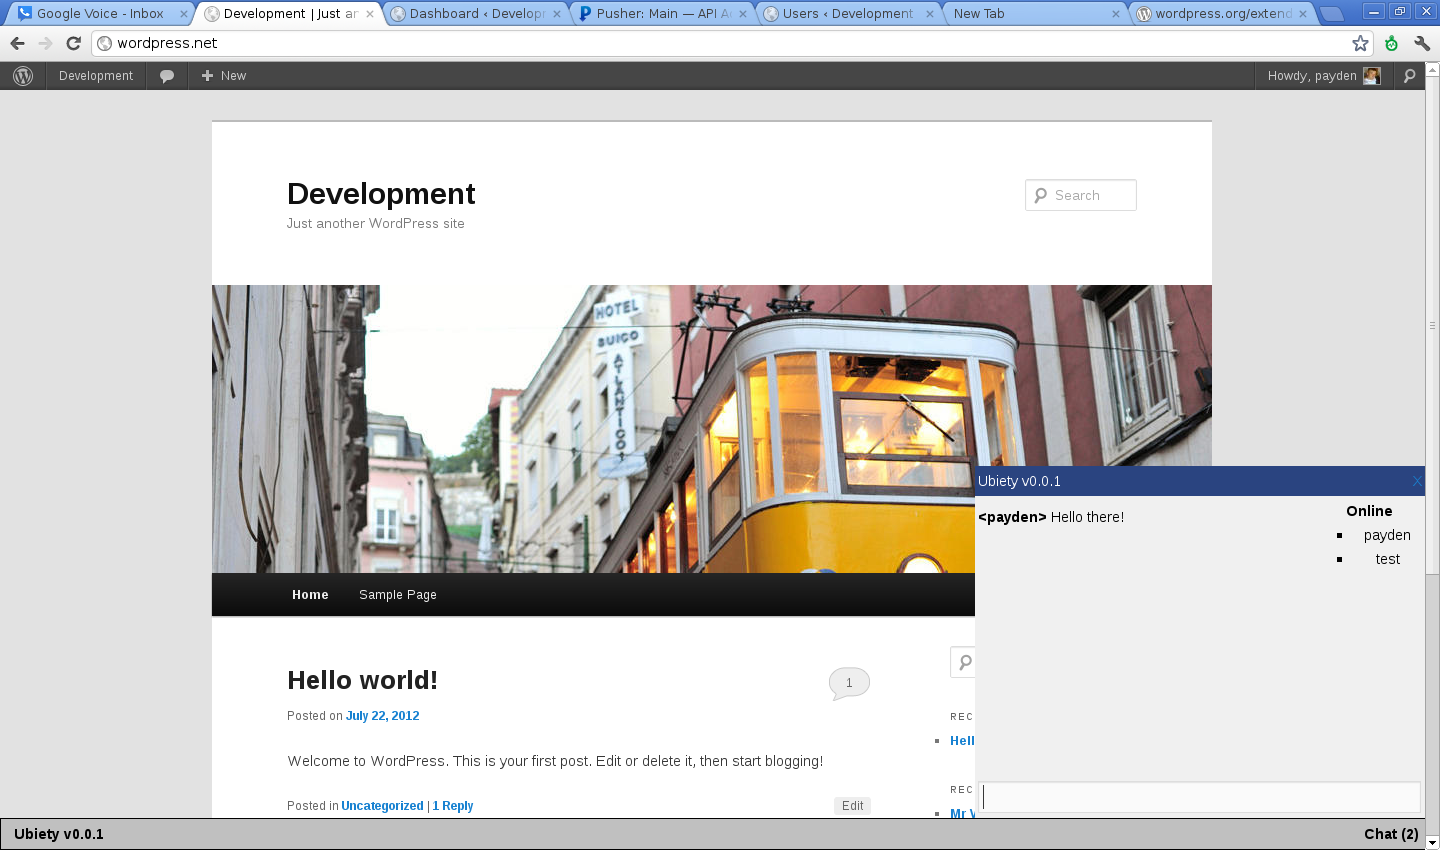 Google Voice - Inbox
Development | Just an
Dashboard ‹ Develop
Pusher: Main — API A
Users ‹ Development
New Tab
wordpress.org/extend
wordpress.net
Development
New
Howdy, payden
Development
Just another WordPress site
Search
HOTEL
SUICO
ATLANTICO
Home
Sample Page
Ubiety v0.0.1
X
<payden> Hello there!
Online
payden
test
Hello world!
1
Posted on July 22, 2012
Welcome to WordPress. This is your first post. Edit or delete it, then start blogging!
Posted in Uncategorized | 1 Reply
Edit
REC
Hell
REC
Mr
Ubiety v0.0.1
Chat (2)